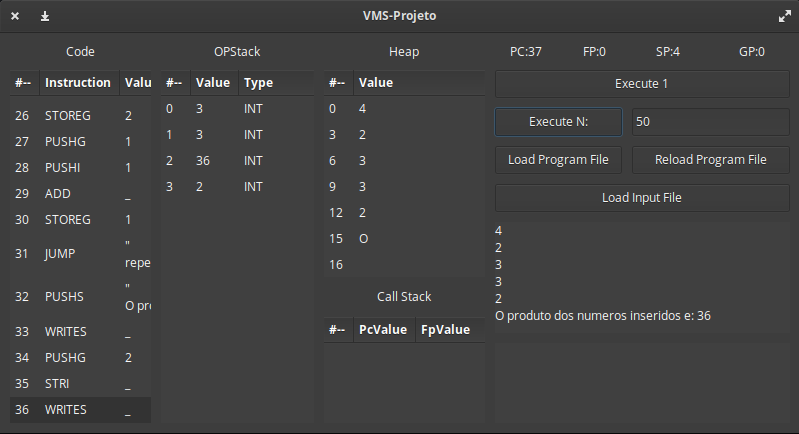 VMS-Projeto
Code
OPStack
Heap
PC:37 FP:0 SP:4 GP:0
#-- Instruction Valu
26 STOREG 2
27 PUSHG 1
28 PUSHI 1
29 ADD _
30 STOREG 1
31 JUMP "
repe
32 PUSHS "
O pro
33 WRITES _
34 PUSHG 2
35 STRI _
36 WRITES _
#-- Value Type
0 3 INT
1 3 INT
2 36 INT
3 2 INT
#-- Value
0 4
3 2
6 3
9 3
12 2
15 O
16
Call Stack
#-- PcValue FpValue
Execute 1
Execute N: 50
Load Program File Reload Program File
Load Input File
4
2
3
3
2
O produto dos numeros inseridos e: 36